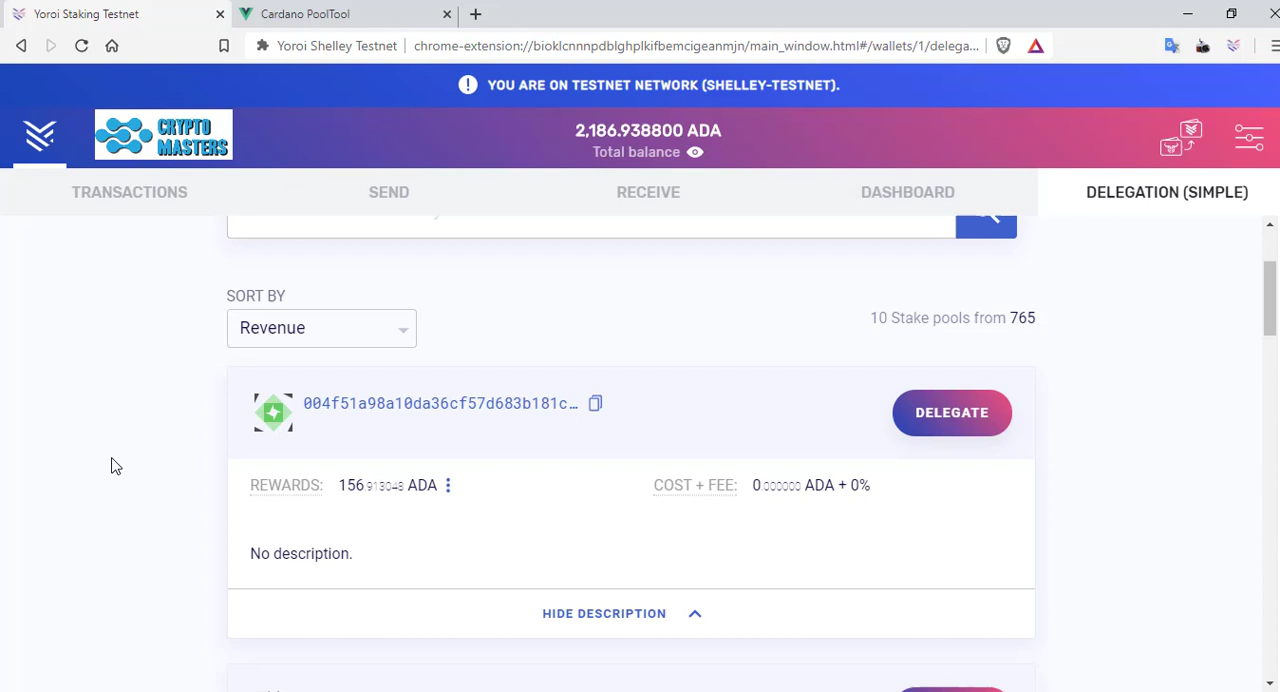 Yoroi Staking Testnet
Cardano PoolTool
Yoroi Shelley Testnet chrome-extension://bioklcnnnpdblghplkifbemcigeanmjn/main_window.html#/wallets/1/delega...
YOU ARE ON TESTNET NETWORK (SHELLEY-TESTNET).
CRYPTO
MASTERS
2,186.938800 ADA
Total balance
TRANSACTIONS SEND RECEIVE DASHBOARD DELEGATION (SIMPLE)
SORT BY
Revenue
10 Stake pools from 765
004f51a98a10da36cf57d683b181c…
DELEGATE
REWARDS: 156.913048 ADA
COST + FEE: 0.000000 ADA + 0%
No description.
HIDE DESCRIPTION